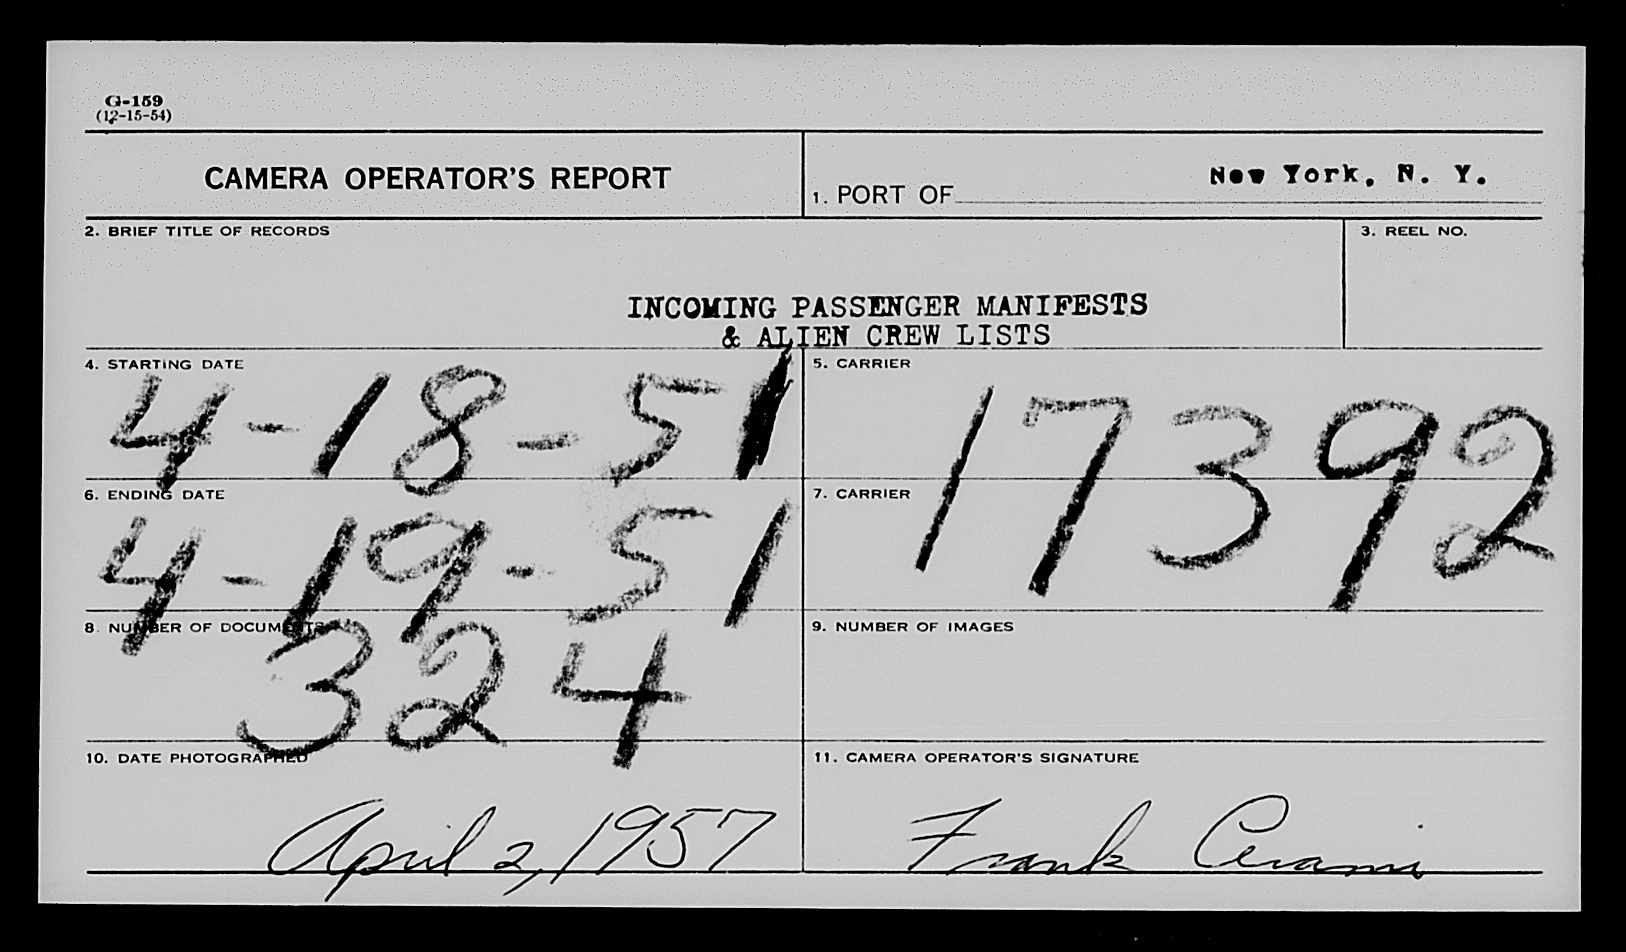 G-159
(12-15-54)
CAMERA OPERATOR'S REPORT
1. PORT OF New York, N. Y.
2. BRIEF TITLE OF RECORDS
3. REEL NO.
INCOMING PASSENGER MANIFESTS
& ALIEN CREW LISTS
4. STARTING DATE
4-18-51
5. CARRIER
17392
6. ENDING DATE
4-19-51
7. CARRIER
8. NUMBER OF DOCUMENTS
324
9. NUMBER OF IMAGES
10. DATE PHOTOGRAPHED
April 2, 1957
11. CAMERA OPERATOR'S SIGNATURE
Frank Cerami